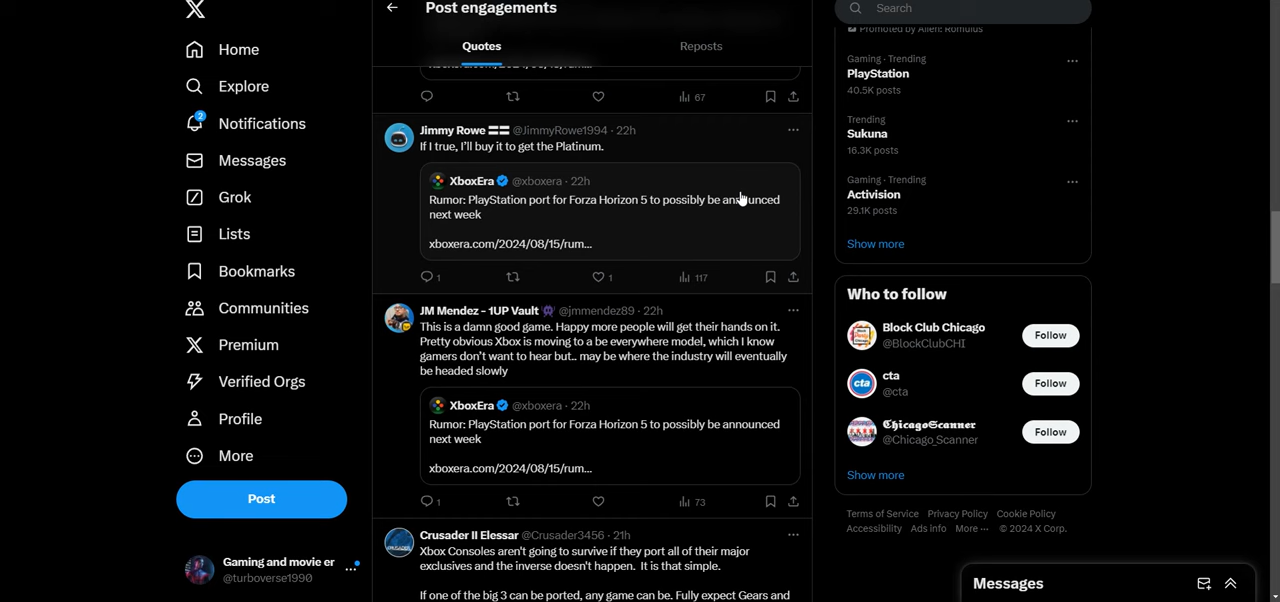 Home
Explore
2
Notifications
Messages
Grok
Lists
Bookmarks
Communities
Premium
Verified Orgs
Profile
More
Post
Gaming and movie er
@turboverse1990
Post engagements
Quotes
Reposts
67
Jimmy Rowe @JimmyRowe1994 · 22h
If I true, I'll buy it to get the Platinum.
XboxEra @xboxera · 22h
Rumor: PlayStation port for Forza Horizon 5 to possibly be announced
next week
xboxera.com/2024/08/15/rum...
1
1
117
JM Mendez - 1UP Vault @jmmendez89 · 22h
This is a damn good game. Happy more people will get their hands on it.
Pretty obvious Xbox is moving to a be everywhere model, which I know
gamers don't want to hear but.. may be where the industry will eventually
be headed slowly
XboxEra @xboxera · 22h
Rumor: PlayStation port for Forza Horizon 5 to possibly be announced
next week
xboxera.com/2024/08/15/rum...
1
73
Crusader II Elessar @Crusader3456 · 21h
Xbox Consoles aren't going to survive if they port all of their major
exclusives and the inverse doesn't happen. It is that simple.
If one of the big 3 can be ported, any game can be. Fully expect Gears and
Search
Promoted by Alien: Romulus
Gaming · Trending
PlayStation
40.5K posts
Trending
Sukuna
16.3K posts
Gaming · Trending
Activision
29.1K posts
Show more
Who to follow
Block Club Chicago
@BlockClubCHI
Follow
cta
cta
@cta
Follow
ChicagoScanner
@Chicago_Scanner
Follow
Show more
Terms of Service Privacy Policy Cookie Policy
Accessibility Ads info More ··· © 2024 X Corp.
Messages